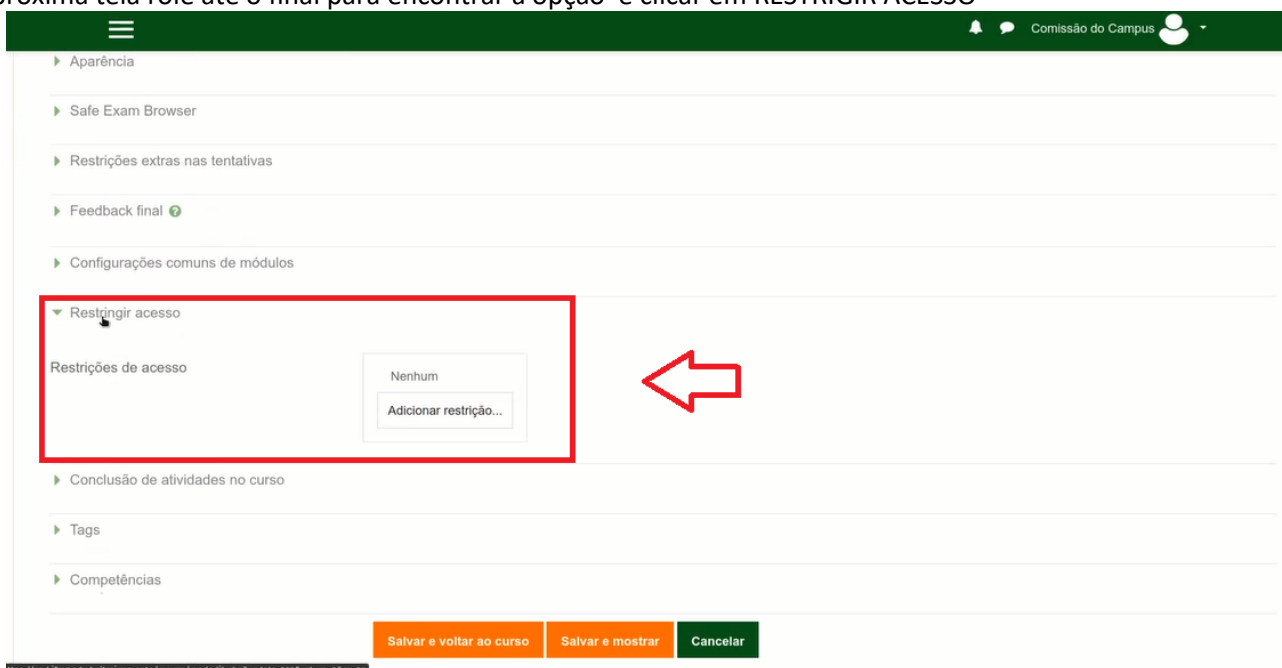 róxima tela role até o final para encontrar a opção e clicar em RESTRIGIR ACESSO
Comissão do Campus
Aparência
Safe Exam Browser
Restrições extras nas tentativas
Feedback final
Configurações comuns de módulos
Restringir acesso
Restrições de acesso
Nenhum
Adicionar restrição...
Conclusão de atividades no curso
Tags
Competências
Salvar e voltar ao curso Salvar e mostrar Cancelar